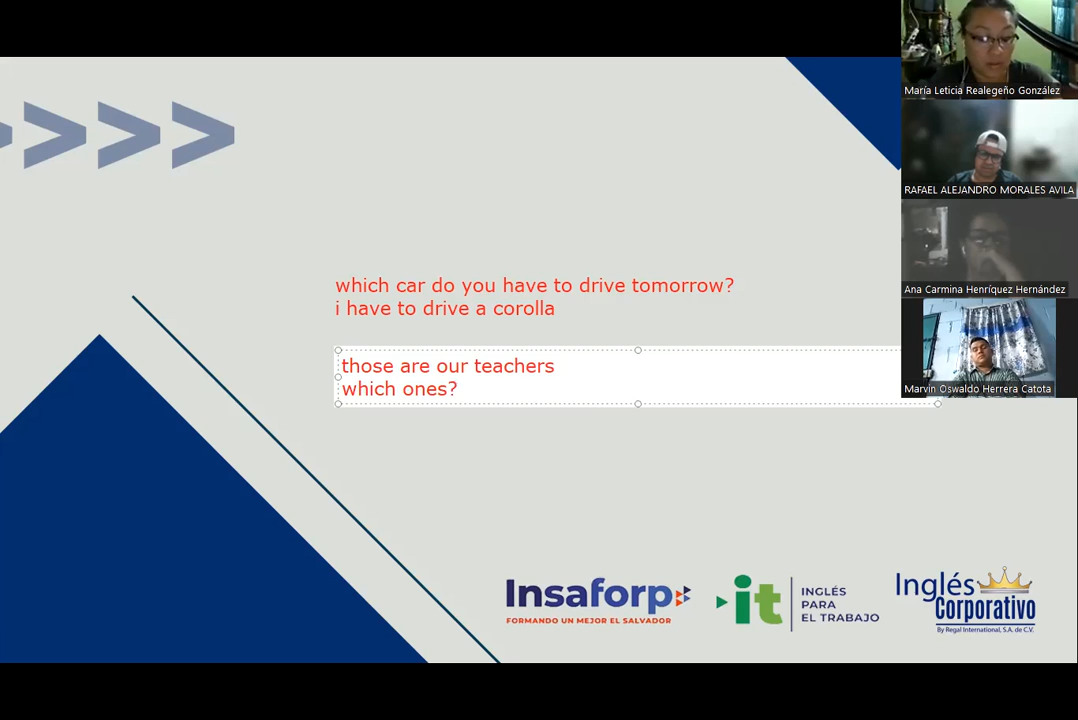 María Leticia Realegeño González
RAFAEL ALEJANDRO MORALES AVILA
Ana Carmina Henríquez Hernández
Marvin Oswaldo Herrera Catota
which car do you have to drive tomorrow?
i have to drive a corolla
those are our teachers
which ones?
Insaforp
FORMANDO UN MEJOR EL SALVADOR
it
INGLÉS
PARA
EL TRABAJO
Inglés
Corporativo
By Regal International, S.A. de C.V.